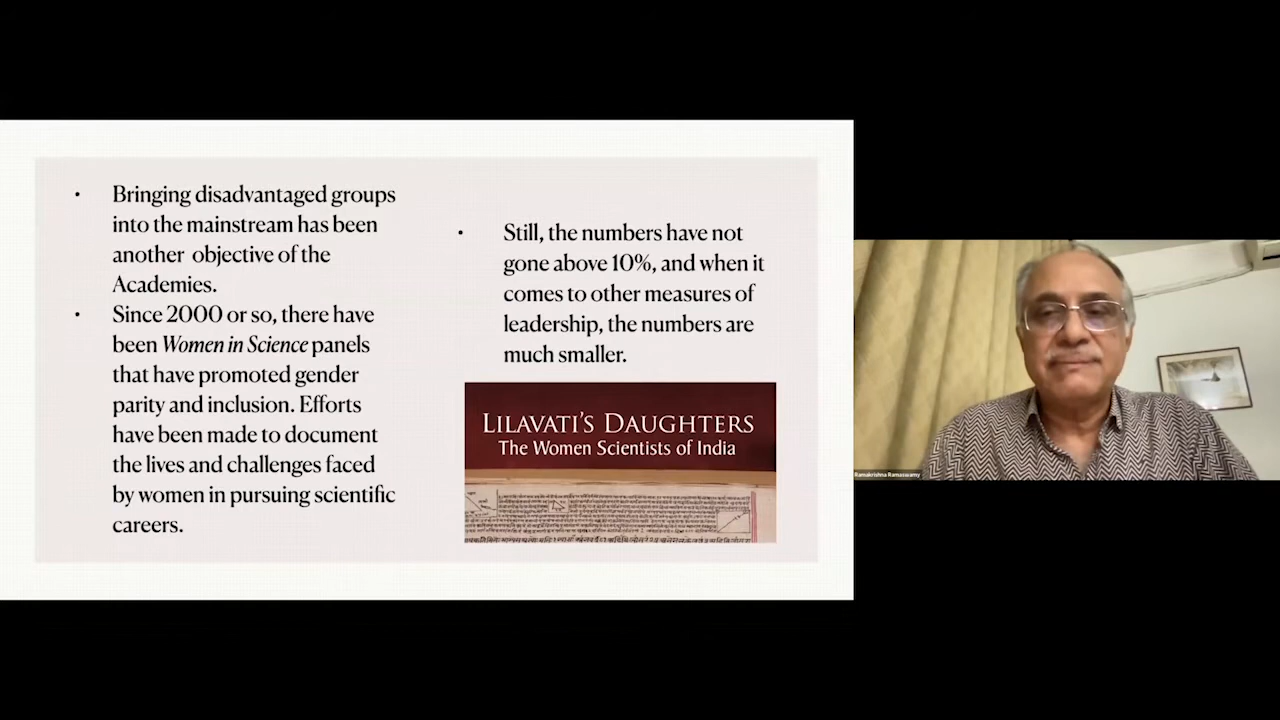 • Bringing disadvantaged groups
into the mainstream has been
another objective of the
Academies.
• Since 2000 or so, there have
been Women in Science panels
that have promoted gender
parity and inclusion. Efforts
have been made to document
the lives and challenges faced
by women in pursuing scientific
careers.
• Still, the numbers have not
gone above 10%, and when it
comes to other measures of
leadership, the numbers are
much smaller.
LILAVATI'S DAUGHTERS
The Women Scientists of India
Ramakrishna Ramaswamy